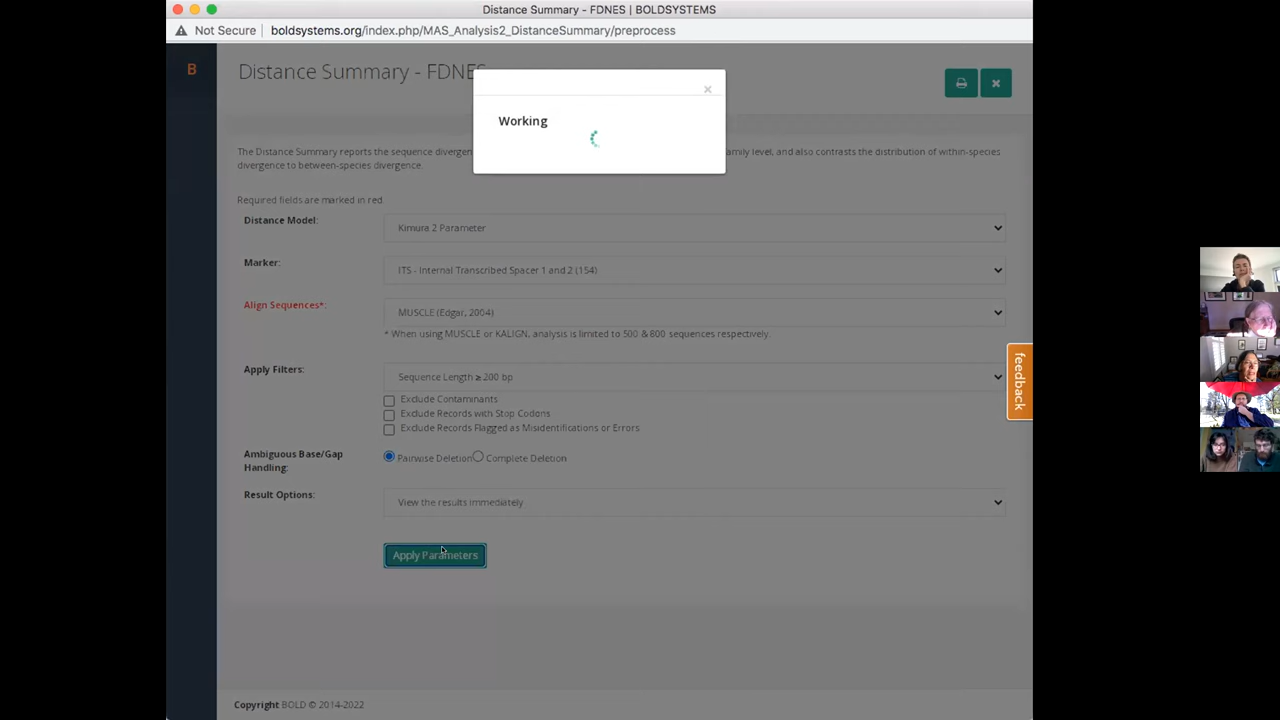 Distance Summary - FDNES | BOLDSYSTEMS
Not Secure | boldsystems.org/index.php/MAS_Analysis2_DistanceSummary/preprocess
B
Distance Summary - FDNES
×
Working
The Distance Summary reports the sequence divergen
amily level, and also contrasts the distribution of within-species
divergence to between-species divergence.
Required fields are marked in red.
Distance Model:
Kimura 2 Parameter
Marker:
ITS - Internal Transcribed Spacer 1 and 2 (154)
Align Sequences*:
MUSCLE (Edgar, 2004)
* When using MUSCLE or KALIGN, analysis is limited to 500 & 800 sequences respectively.
Apply Filters:
Sequence Length ≥ 200 bp
Exclude Contaminants
Exclude Records with Stop Codons
Exclude Records Flagged as Misidentifications or Errors
Ambiguous Base/Gap
Handling:
Pairwise Deletion
Complete Deletion
Result Options:
View the results immediately
Apply Parameters
feedback
Copyright BOLD © 2014-2022